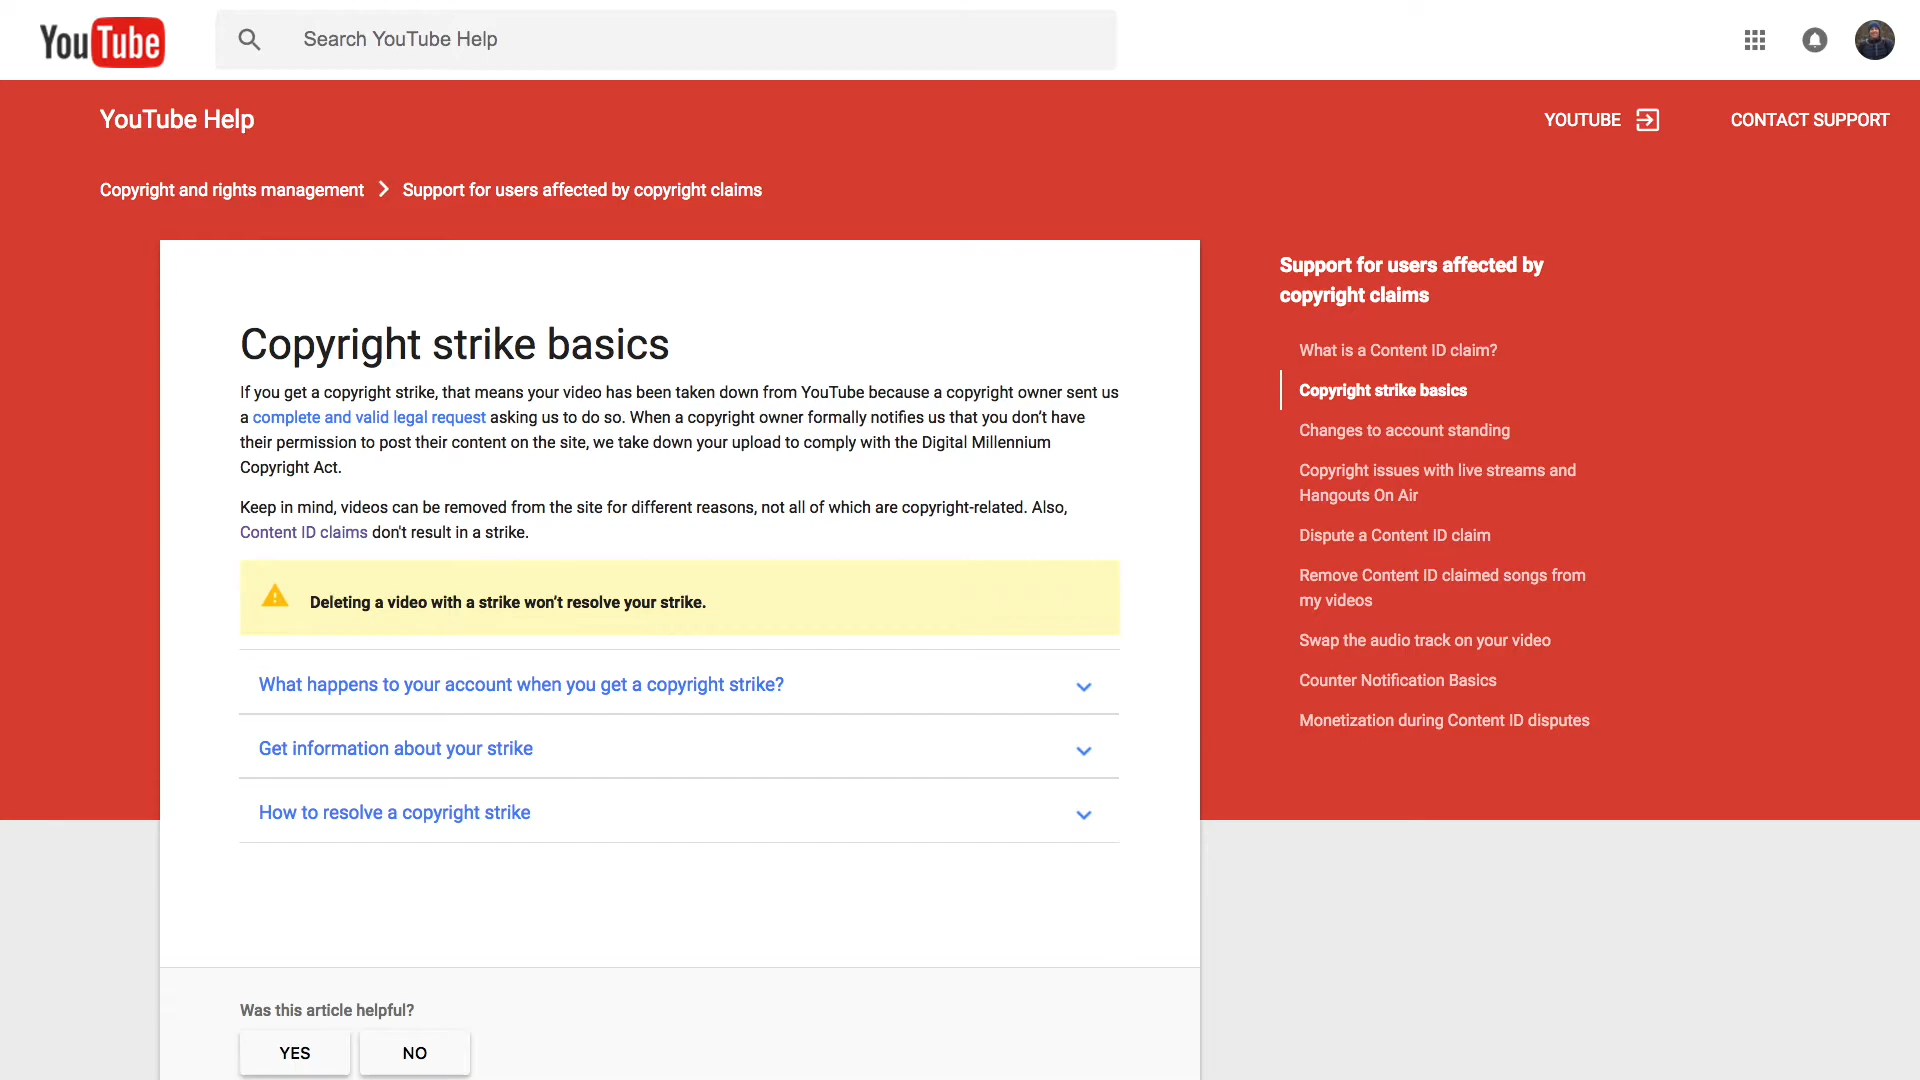 YouTube
Search YouTube Help
YouTube Help
YOUTUBE
CONTACT SUPPORT
Copyright and rights management
Support for users affected by copyright claims
Copyright strike basics
If you get a copyright strike, that means your video has been taken down from YouTube because a copyright owner sent us
a complete and valid legal request asking us to do so. When a copyright owner formally notifies us that you don’t have
their permission to post their content on the site, we take down your upload to comply with the Digital Millennium
Copyright Act.
Keep in mind, videos can be removed from the site for different reasons, not all of which are copyright-related. Also,
Content ID claims don't result in a strike.
Deleting a video with a strike won’t resolve your strike.
What happens to your account when you get a copyright strike?
Get information about your strike
How to resolve a copyright strike
Was this article helpful?
YES
NO
Support for users affected by
copyright claims
What is a Content ID claim?
Copyright strike basics
Changes to account standing
Copyright issues with live streams and
Hangouts On Air
Dispute a Content ID claim
Remove Content ID claimed songs from
my videos
Swap the audio track on your video
Counter Notification Basics
Monetization during Content ID disputes